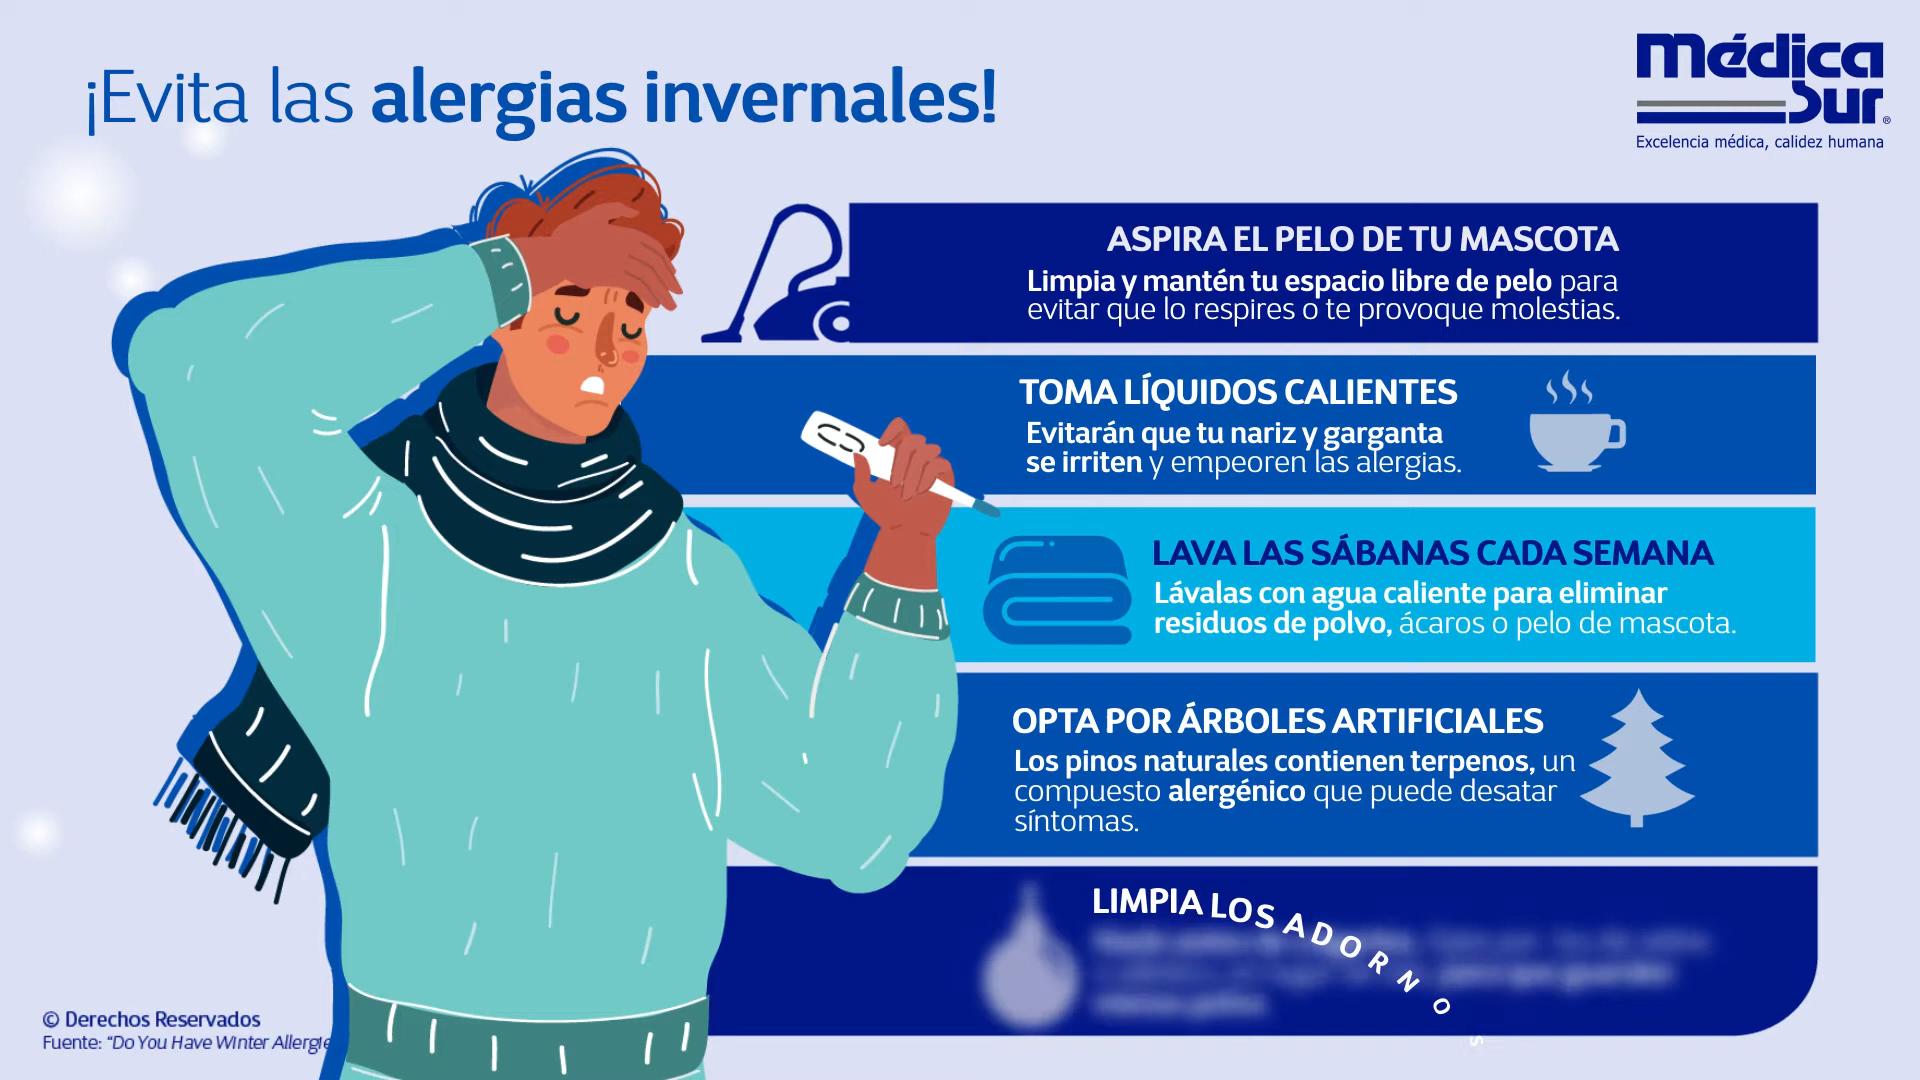 ¡Evita las alergias invernales!
Médica
Sur®
Excelencia médica, calidez humana
ASPIRA EL PELO DE TU MASCOTA
Limpia y mantén tu espacio libre de pelo para
evitar que lo respires o te provoque molestias.
TOMA LÍQUIDOS CALIENTES
Evitarán que tu nariz y garganta
se irriten y empeoren las alergias.
LAVA LAS SÁBANAS CADA SEMANA
Lávalas con agua caliente para eliminar
residuos de polvo, ácaros o pelo de mascota.
OPTA POR ÁRBOLES ARTIFICIALES
Los pinos naturales contienen terpenos, un
compuesto alergénico que puede desatar
síntomas.
LIMPIA LOS ADORNOS
© Derechos Reservados
Fuente: "Do You Have Winter Allergie